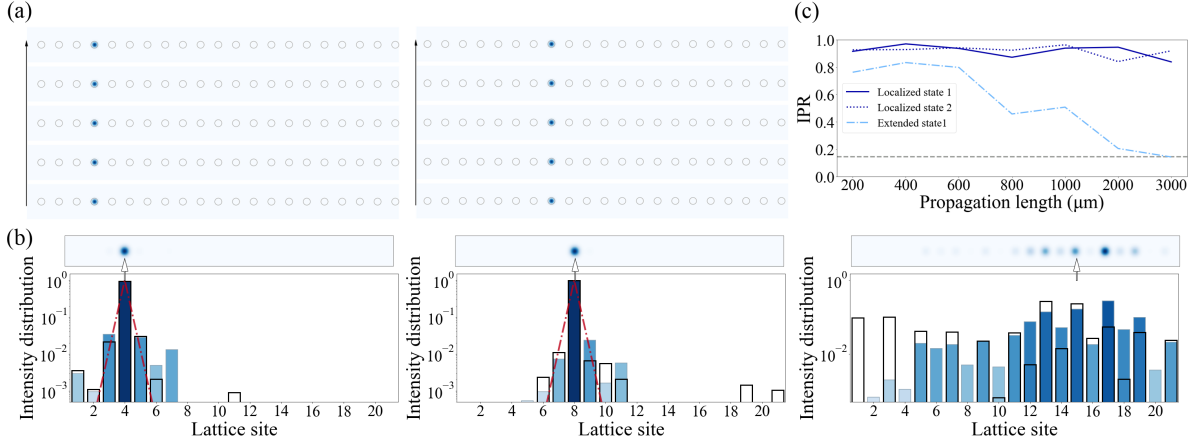 (a)
(c)
1.0
0.8
0.6
0.4
0.2
0.0
IPR
Localized state 1
Localized state 2
Extended state1
200 400 600 800 1000 2000 3000
Propagation length (μm)
(b)
Intensity distribution
10⁰
10⁻¹
10⁻²
10⁻³
2 4 6 8 10 12 14 16 18 20
Lattice site
Intensity distribution
10⁰
10⁻¹
10⁻²
10⁻³
2 4 6 8 10 12 14 16 18 20
Lattice site
Intensity distribution
10⁰
10⁻²
2 4 6 8 10 12 14 16 18 20
Lattice site